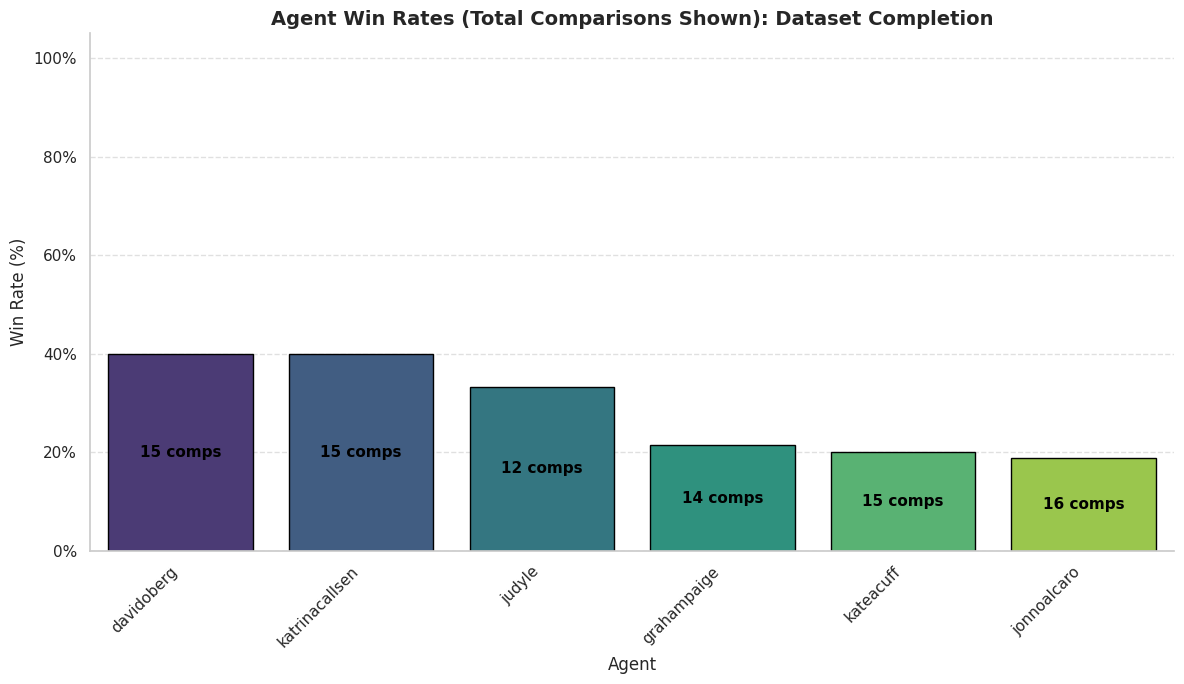 Agent Win Rates (Total Comparisons Shown): Dataset Completion
100%
80%
60%
40%
20%
0%
Win Rate (%)
15 comps
15 comps
12 comps
14 comps
15 comps
16 comps
davidoberg
katrinacallsen
judyle
grahampaige
kateacuff
jonnoalcaro
Agent